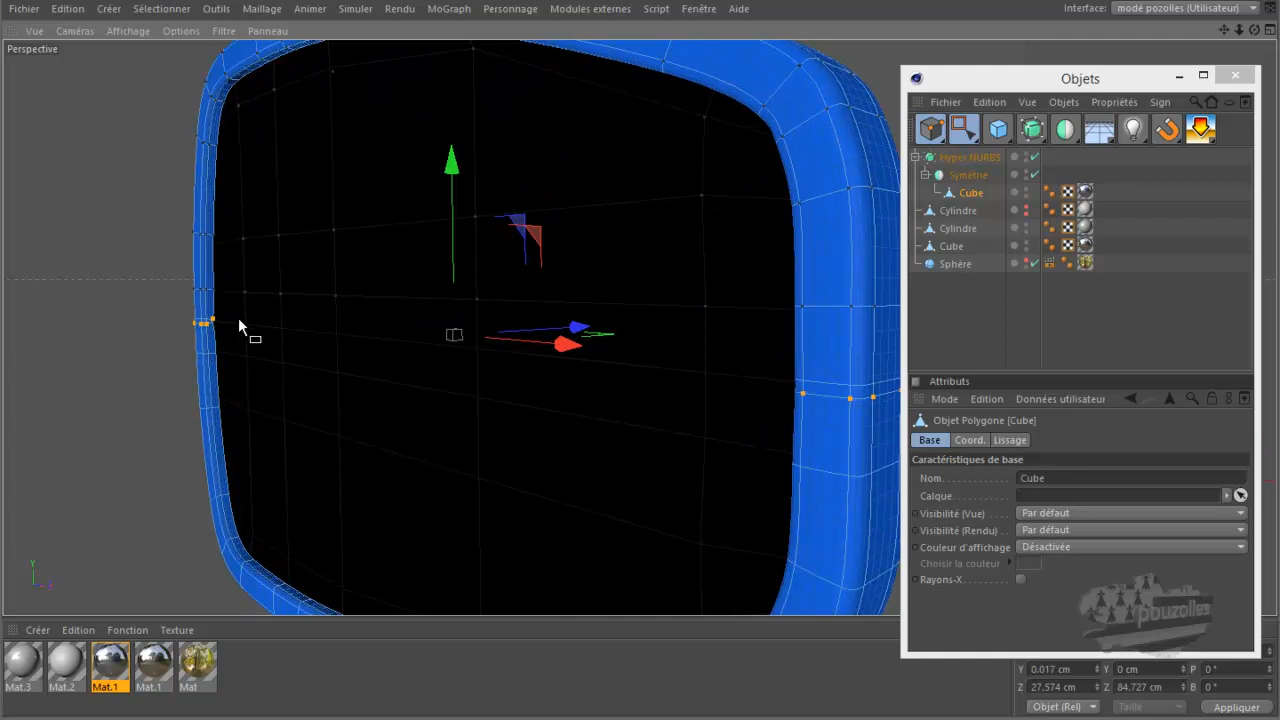 Fichier Edition Créer Sélectionner Outils Maillage Animer Simuler Rendu MoGraph Personnage Modules externes Script Fenêtre Aide Interface: modé pozolles (Utilisateur)
Vue Caméras Affichage Options Filtre Panneau
Perspective
Objets
Fichier Edition Vue Objets Propriétés Sign
Hyper NURBS
Symétrie
Cube
Cylindre
Cylindre
Cube
Sphère
Attributs
Mode Edition Données utilisateur
Objet Polygone [Cube]
Base Coord. Lissage
Caractéristiques de base
Nom. Cube
Calque
Visibilité (Vue) Par défaut
Visibilité (Rendu) Par défaut
Couleur d'affichage Désactivée
Choisir la couleur
Rayons-X
pouzolles
Y
Créer Edition Fonction Texture
Mat.3 Mat.2 Mat.1 Mat.1 Mat
Y 0.017 cm Y 0 cm P 0 °
Z 27.574 cm Z 84.727 cm B 0 °
Objet (Rel) Taille Appliquer